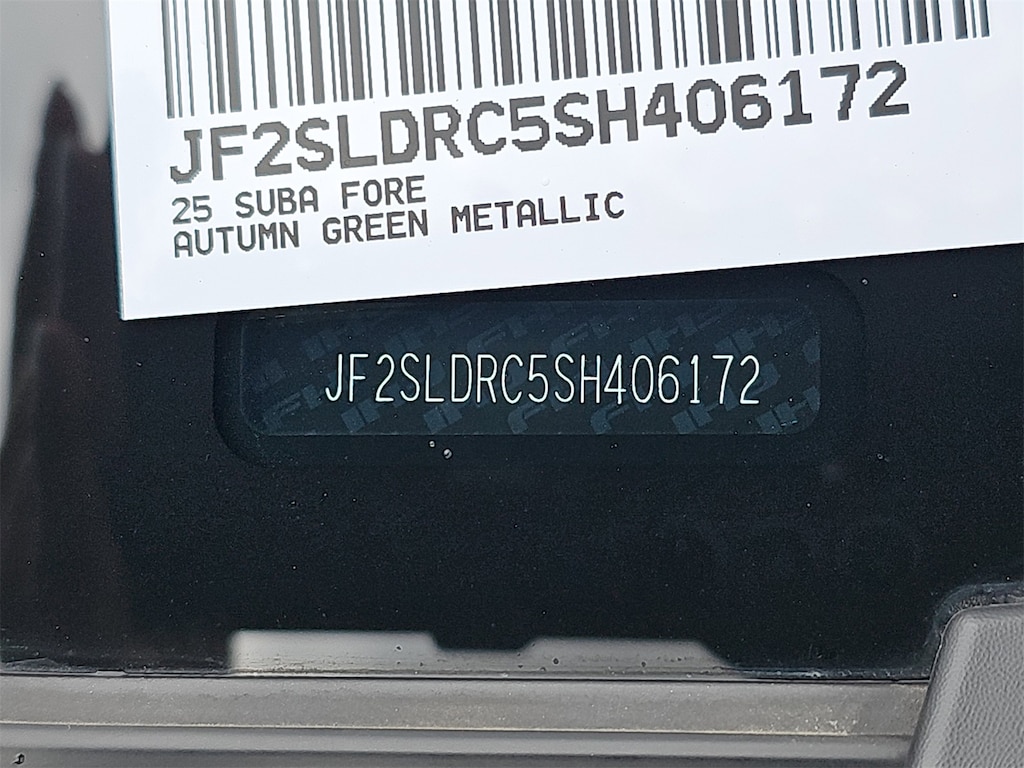 JF2SLDRC5SH406172
25 SUBA FORE
AUTUMN GREEN METALLIC
JF2SLDRC5SH406172